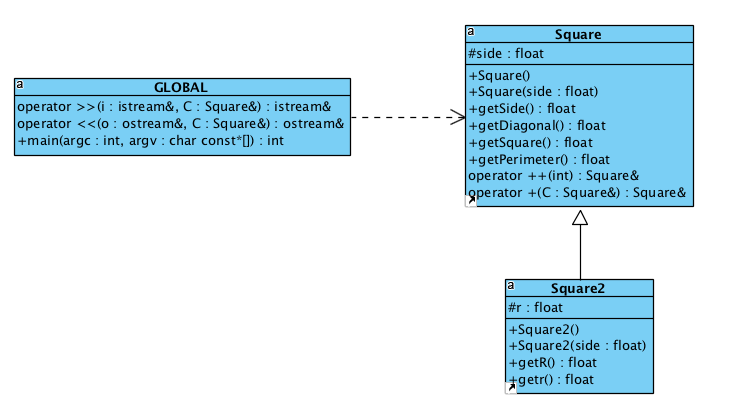 a
GLOBAL
operator >>(i : istream&, C : Square&) : istream&
operator <<(o : ostream&, C : Square&) : ostream&
+main(argc : int, argv : char const*[]) : int
a
Square
#side : float
+Square()
+Square(side : float)
+getSide() : float
+getDiagonal() : float
+getSquare() : float
+getPerimeter() : float
operator ++(int) : Square&
operator +(C : Square&) : Square&
a
Square2
#r : float
+Square2()
+Square2(side : float)
+getR() : float
+getr() : float